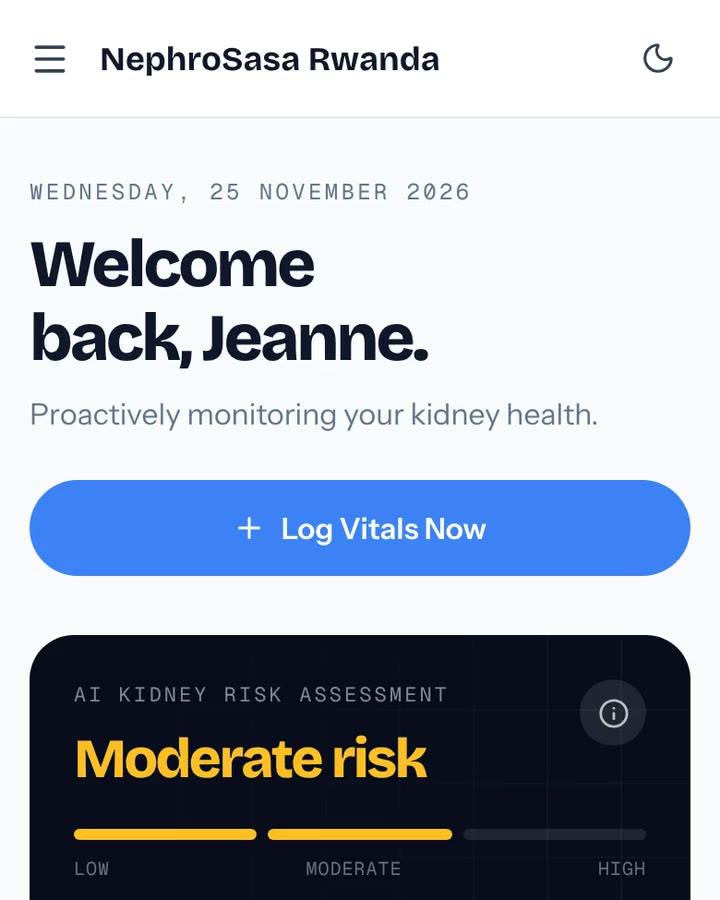 NephroSasa Rwanda
WEDNESDAY, 25 NOVEMBER 2026
Welcome
back, Jeanne.
Proactively monitoring your kidney health.
+ Log Vitals Now
AI KIDNEY RISK ASSESSMENT
Moderate risk
LOW MODERATE HIGH